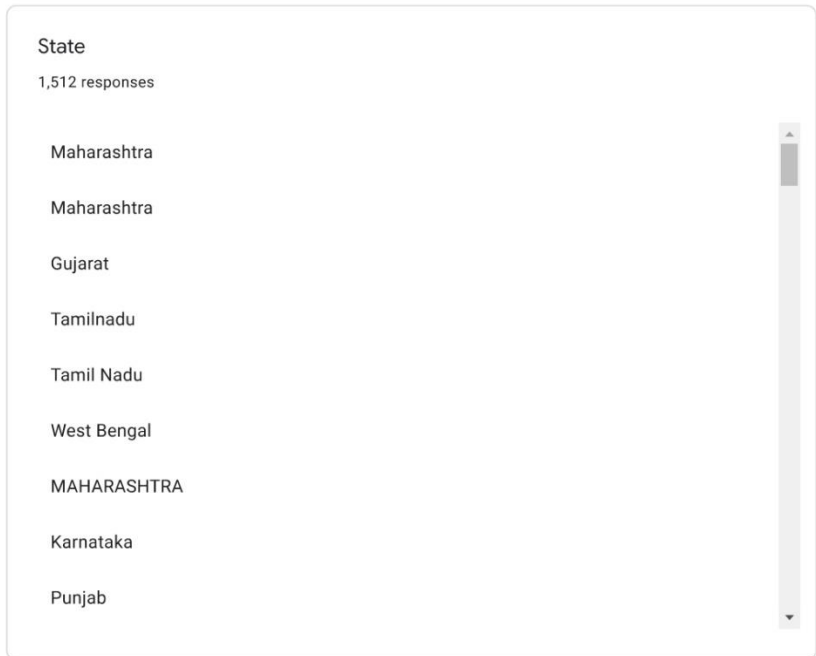 State
1,512 responses
Maharashtra
Maharashtra
Gujarat
Tamilnadu
Tamil Nadu
West Bengal
MAHARASHTRA
Karnataka
Punjab